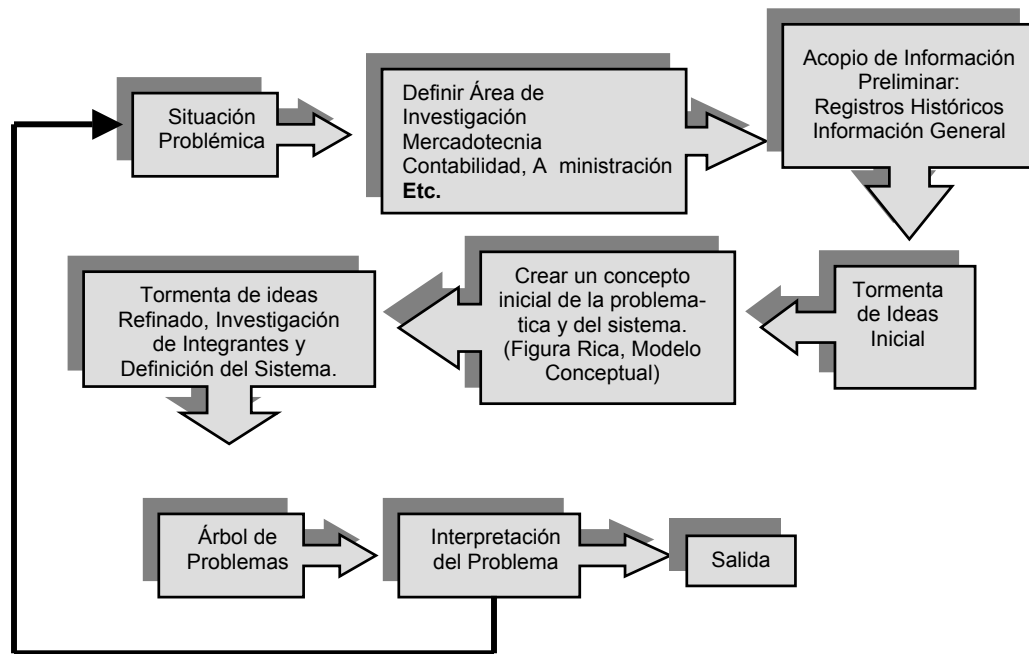 Situación
Problémica
Definir Área de
Investigación
Mercadotecnia
Contabilidad, A ministración
Etc.
Acopio de Información
Preliminar:
Registros Históricos
Información General
Tormenta
de Ideas
Inicial
Crear un concepto
inicial de la problema-
tica y del sistema.
(Figura Rica, Modelo
Conceptual)
Tormenta de ideas
Refinado, Investigación
de Integrantes y
Definición del Sistema.
Árbol de
Problemas
Interpretación
del Problema
Salida